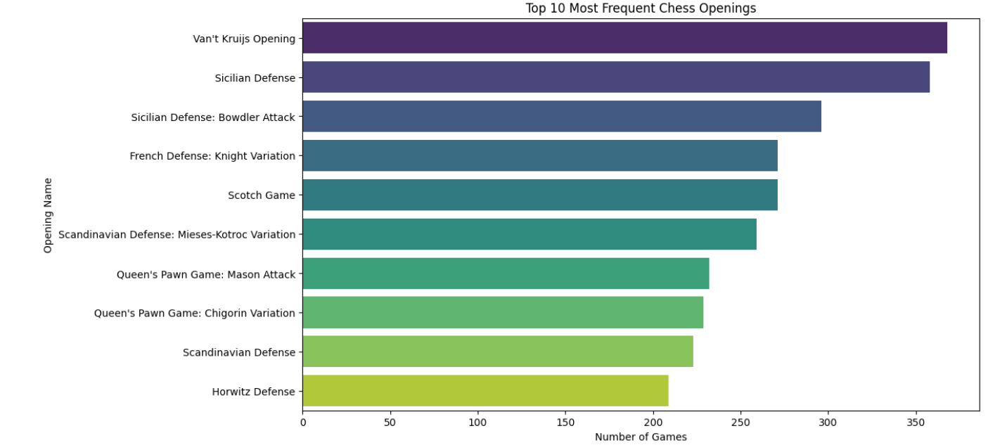 Top 10 Most Frequent Chess Openings
Opening Name
Van't Kruijs Opening
Sicilian Defense
Sicilian Defense: Bowdler Attack
French Defense: Knight Variation
Scotch Game
Scandinavian Defense: Mieses-Kotroc Variation
Queen's Pawn Game: Mason Attack
Queen's Pawn Game: Chigorin Variation
Scandinavian Defense
Horwitz Defense
0 50 100 150 200 250 300 350
Number of Games